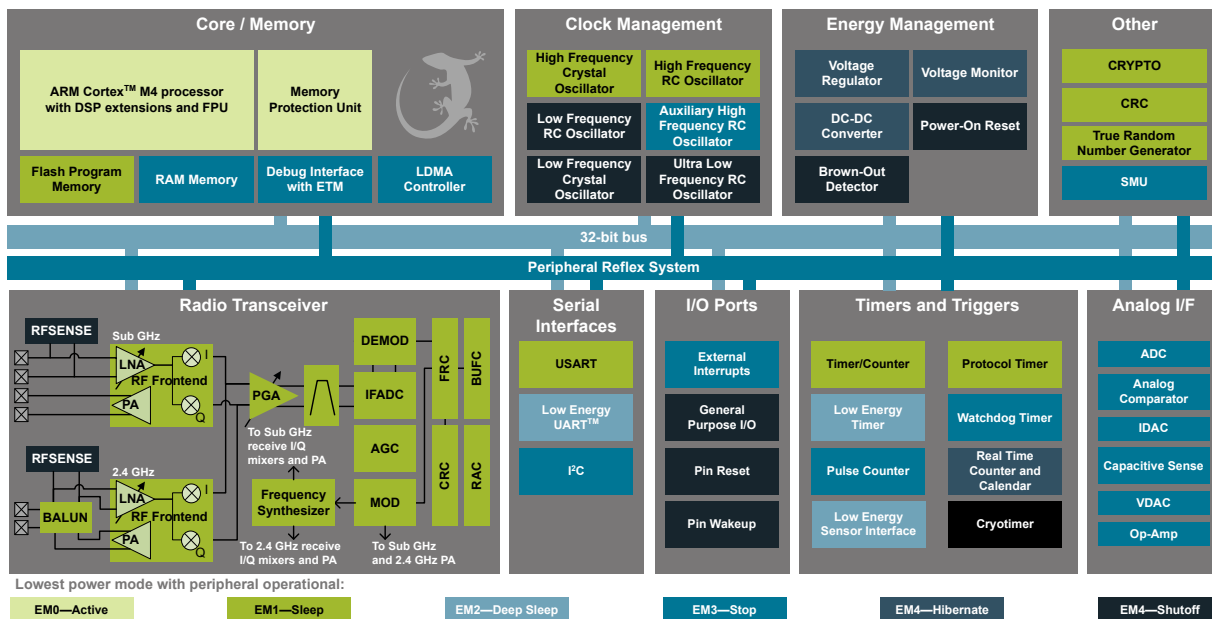 Core / Memory
ARM Cortex™ M4 processor
with DSP extensions and FPU
Memory
Protection Unit
Flash Program
Memory
RAM Memory
Debug Interface
with ETM
LDMA
Controller
Clock Management
High Frequency
Crystal
Oscillator
High Frequency
RC Oscillator
Low Frequency
RC Oscillator
Auxiliary High
Frequency RC
Oscillator
Low Frequency
Crystal
Oscillator
Ultra Low
Frequency RC
Oscillator
Energy Management
Voltage
Regulator
Voltage Monitor
DC-DC
Converter
Power-On Reset
Brown-Out
Detector
Other
CRYPTO
CRC
True Random
Number Generator
SMU
32-bit bus
Peripheral Reflex System
Radio Transceiver
RFSENSE
Sub GHz
LNA
RF Frontend
PA
I
Q
PGA
To Sub GHz
receive I/Q
mixers and PA
DEMOD
IFADC
AGC
MOD
FRC
BUFC
CRC
RAC
RFSENSE
BALUN
2.4 GHz
LNA
RF Frontend
PA
I
Q
Frequency
Synthesizer
To 2.4 GHz receive
I/Q mixers and PA
To Sub GHz
and 2.4 GHz PA
Serial
Interfaces
USART
Low Energy
UART™
I²C
I/O Ports
External
Interrupts
General
Purpose I/O
Pin Reset
Pin Wakeup
Timers and Triggers
Timer/Counter
Protocol Timer
Low Energy
Timer
Watchdog Timer
Pulse Counter
Real Time
Counter and
Calendar
Low Energy
Sensor Interface
Cryotimer
Analog I/F
ADC
Analog
Comparator
IDAC
Capacitive Sense
VDAC
Op-Amp
Lowest power mode with peripheral operational:
EM0—Active
EM1—Sleep
EM2—Deep Sleep
EM3—Stop
EM4—Hibernate
EM4—Shutoff